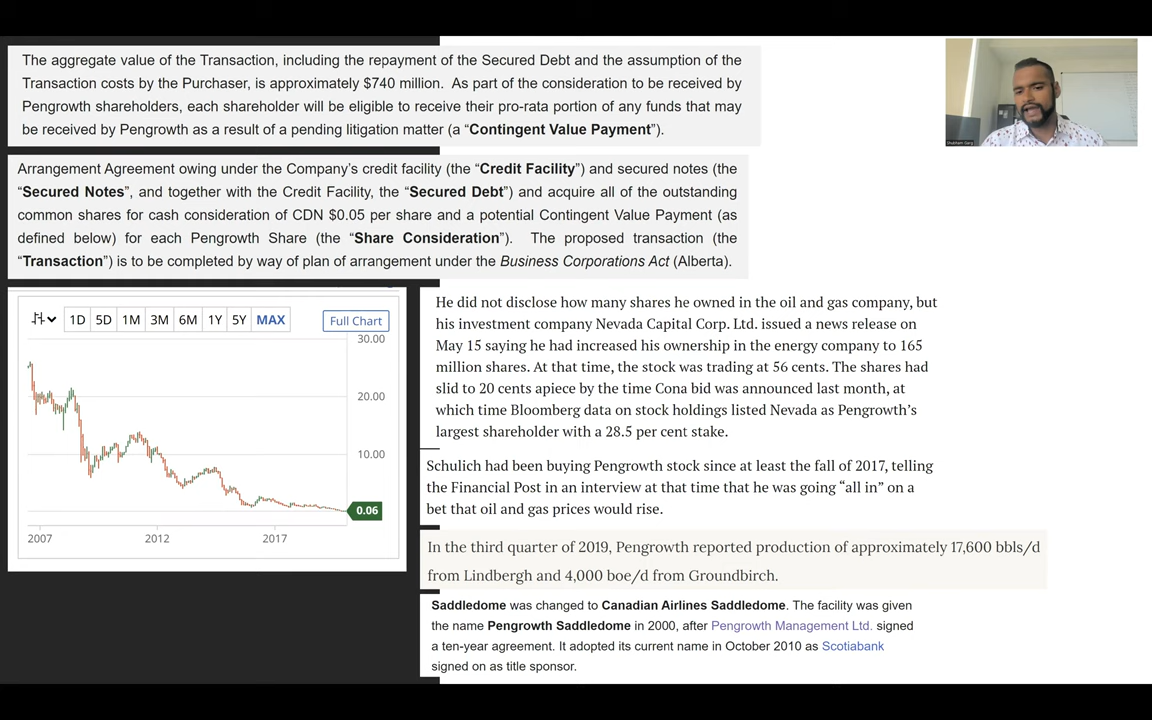 The aggregate value of the Transaction, including the repayment of the Secured Debt and the assumption of the
Transaction costs by the Purchaser, is approximately $740 million. As part of the consideration to be received by
Pengrowth shareholders, each shareholder will be eligible to receive their pro-rata portion of any funds that may
be received by Pengrowth as a result of a pending litigation matter (a “Contingent Value Payment”).
Arrangement Agreement owing under the Company’s credit facility (the “Credit Facility”) and secured notes (the
“Secured Notes”, and together with the Credit Facility, the “Secured Debt”) and acquire all of the outstanding
common shares for cash consideration of CDN $0.05 per share and a potential Contingent Value Payment (as
defined below) for each Pengrowth Share (the “Share Consideration”). The proposed transaction (the
“Transaction”) is to be completed by way of plan of arrangement under the Business Corporations Act (Alberta).
1D 5D 1M 3M 6M 1Y 5Y MAX Full Chart
30.00
20.00
10.00
0.06
2007 2012 2017
He did not disclose how many shares he owned in the oil and gas company, but
his investment company Nevada Capital Corp. Ltd. issued a news release on
May 15 saying he had increased his ownership in the energy company to 165
million shares. At that time, the stock was trading at 56 cents. The shares had
slid to 20 cents apiece by the time Cona bid was announced last month, at
which time Bloomberg data on stock holdings listed Nevada as Pengrowth’s
largest shareholder with a 28.5 per cent stake.
Schulich had been buying Pengrowth stock since at least the fall of 2017, telling
the Financial Post in an interview at that time that he was going “all in” on a
bet that oil and gas prices would rise.
In the third quarter of 2019, Pengrowth reported production of approximately 17,600 bbls/d
from Lindbergh and 4,000 boe/d from Groundbirch.
Saddledome was changed to Canadian Airlines Saddledome. The facility was given
the name Pengrowth Saddledome in 2000, after Pengrowth Management Ltd. signed
a ten-year agreement. It adopted its current name in October 2010 as Scotiabank
signed on as title sponsor.